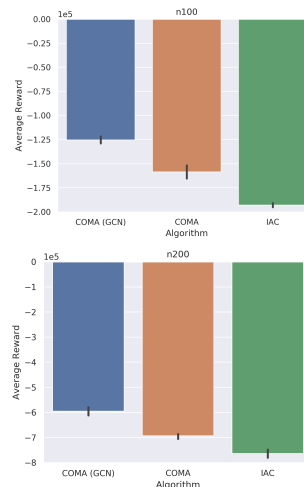 1e5
n100
0.00
−0.25
−0.50
−0.75
−1.00
−1.25
−1.50
−1.75
−2.00
Average Reward
COMA (GCN) COMA IAC
Algorithm
1e5
n200
0
−1
−2
−3
−4
−5
−6
−7
−8
Average Reward
COMA (GCN) COMA IAC
Algorithm